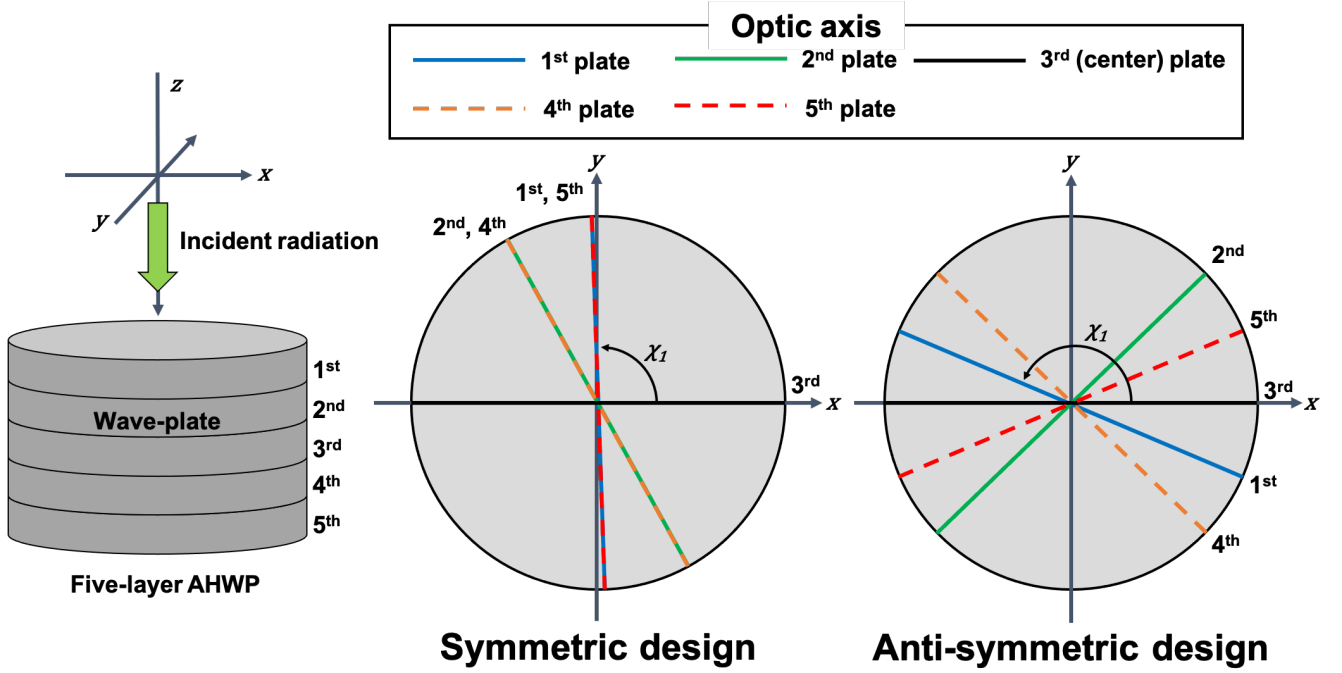 Optic axis
1st plate
2nd plate
3rd (center) plate
4th plate
5th plate
z
x
y
Incident radiation
1st
2nd
3rd
4th
5th
Wave-plate
Five-layer AHWP
y
1st, 5th
2nd, 4th
χ1
3rd
x
Symmetric design
y
2nd
5th
χ1
3rd
x
1st
4th
Anti-symmetric design